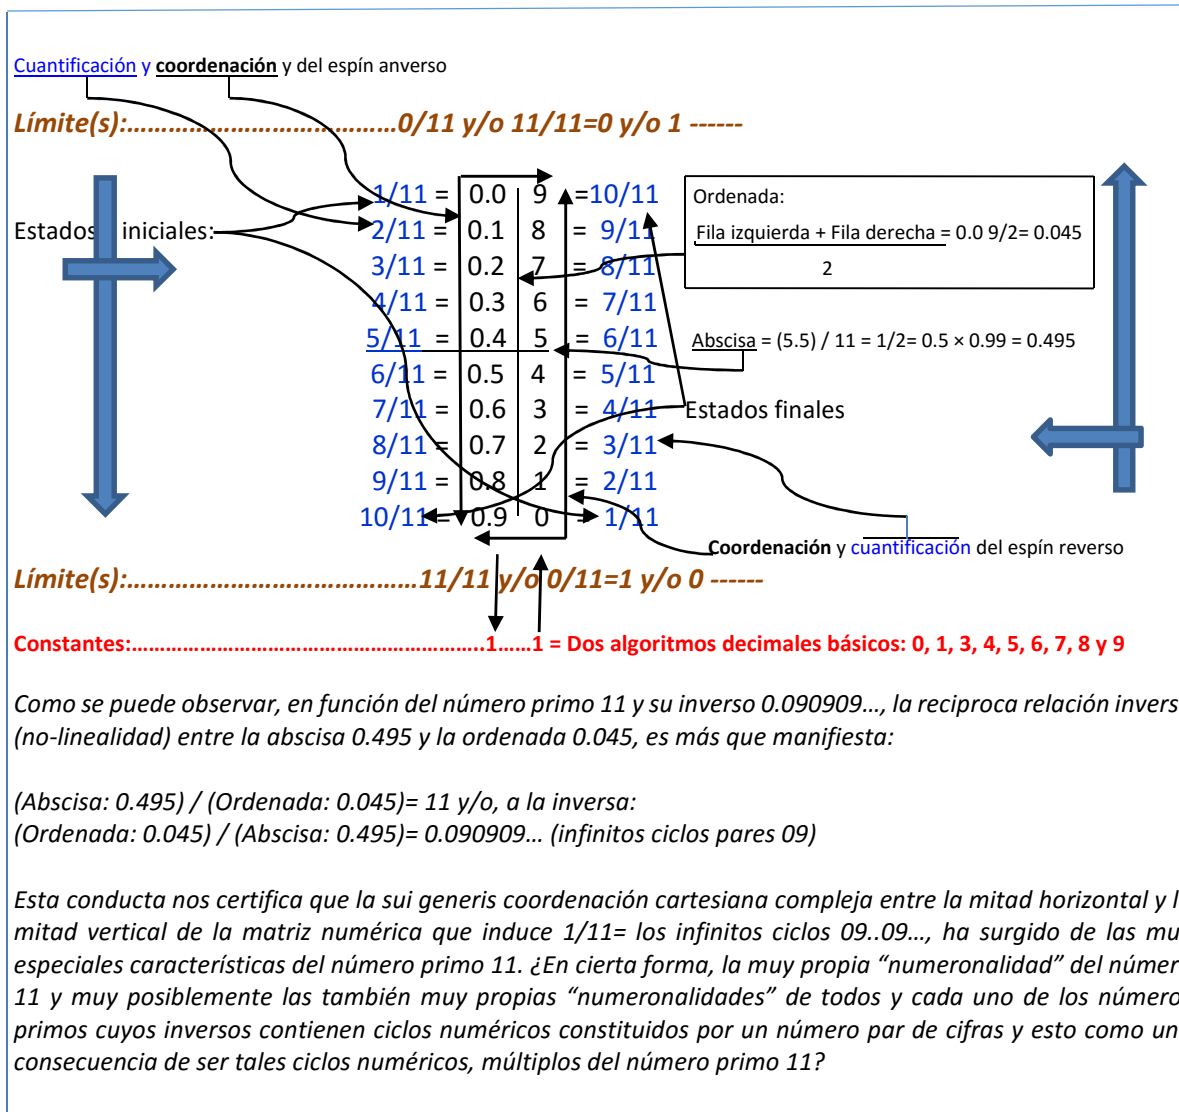 Cuantificación y coordenación y del espín anverso
Límite(s):…………………………………0/11 y/o 11/11=0 y/o 1 ------
1/11 = 0.0 9 =10/11
Estados iniciales:
2/11 = 0.1 8 = 9/11
3/11 = 0.2 7 = 8/11
4/11 = 0.3 6 = 7/11
5/11 = 0.4 5 = 6/11
6/11 = 0.5 4 = 5/11
7/11 = 0.6 3 = 4/11
8/11 = 0.7 2 = 3/11
9/11 = 0.8 1 = 2/11
10/11 = 0.9 0 = 1/11
Ordenada:
Fila izquierda + Fila derecha = 0.0 9/2= 0.045
2
Abscisa = (5.5) / 11 = 1/2= 0.5 × 0.99 = 0.495
Estados finales
Coordenación y cuantificación del espín reverso
Límite(s):……………………………………11/11 y/o 0/11=1 y/o 0 ------
Constantes:……………………………………………………..1……1 = Dos algoritmos decimales básicos: 0, 1, 3, 4, 5, 6, 7, 8 y 9
Como se puede observar, en función del número primo 11 y su inverso 0.090909…, la reciproca relación invers
(no-linealidad) entre la abscisa 0.495 y la ordenada 0.045, es más que manifiesta:
(Abscisa: 0.495) / (Ordenada: 0.045)= 11 y/o, a la inversa:
(Ordenada: 0.045) / (Abscisa: 0.495)= 0.090909… (infinitos ciclos pares 09)
Esta conducta nos certifica que la sui generis coordenación cartesiana compleja entre la mitad horizontal y l
mitad vertical de la matriz numérica que induce 1/11= los infinitos ciclos 09..09…, ha surgido de las mu
especiales características del número primo 11. ¿En cierta forma, la muy propia “numeronalidad” del númer
11 y muy posiblemente las también muy propias “numeronalidades” de todos y cada uno de los número
primos cuyos inversos contienen ciclos numéricos constituidos por un número par de cifras y esto como un
consecuencia de ser tales ciclos numéricos, múltiplos del número primo 11?